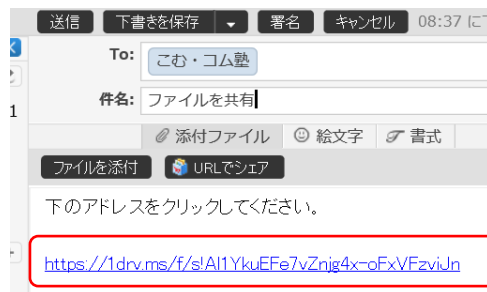 送信 下書きを保存 署名 キャンセル 08:37 に
To: こむ・コム塾
件名: ファイルを共有
1
添付ファイル 絵文字 書式
ファイルを添付 URLでシェア
下のアドレスをクリックしてください。
https://1drv.ms/f/s!Al1YkuEFe7vZnjg4x-oFxVFzviJn